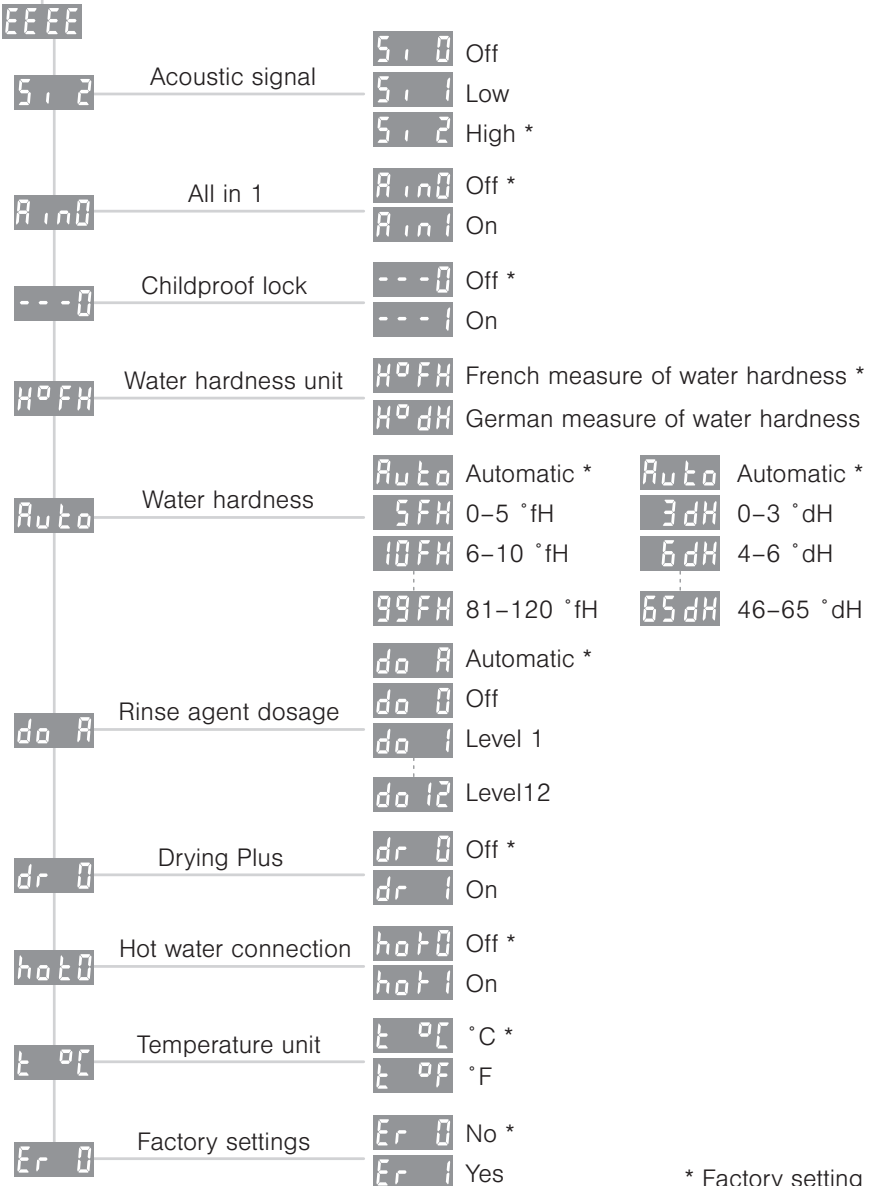 EEEE
Si 2 Acoustic signal Si 0 Off
Si 1 Low
Si 2 High *
Ain0 All in 1 Ain0 Off *
Ain1 On
---0 Childproof lock ---0 Off *
---1 On
H°FH Water hardness unit H°FH French measure of water hardness *
H°dH German measure of water hardness
Auto Water hardness Auto Automatic * Auto Automatic *
5FH 0–5 °fH 3dH 0–3 °dH
10FH 6–10 °fH 6dH 4–6 °dH
99FH 81–120 °fH 65dH 46–65 °dH
do A Rinse agent dosage do A Automatic *
do 0 Off
do 1 Level 1
do 12 Level12
dr 0 Drying Plus dr 0 Off *
dr 1 On
hot0 Hot water connection hot0 Off *
hot1 On
t °C Temperature unit t °C °C *
t °F °F
Er 0 Factory settings Er 0 No *
Er 1 Yes
* Factory setting